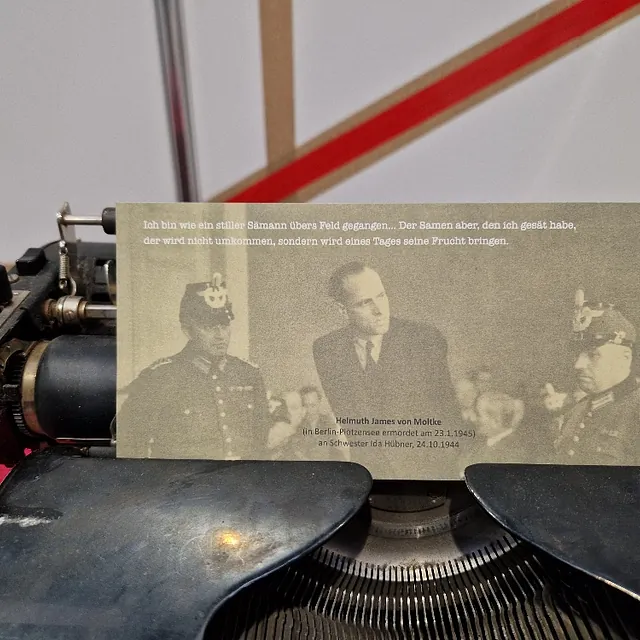 Ich bin wie ein stiller Sämann übers Feld gegangen... Der Samen aber, den ich gesät habe,
der wird nicht umkommen, sondern wird eines Tages seine Frucht bringen.
Helmuth James von Moltke
(in Berlin-Plötzensee ermordet am 23.1.1945)
an Schwester Ida Hübner, 24.10.1944